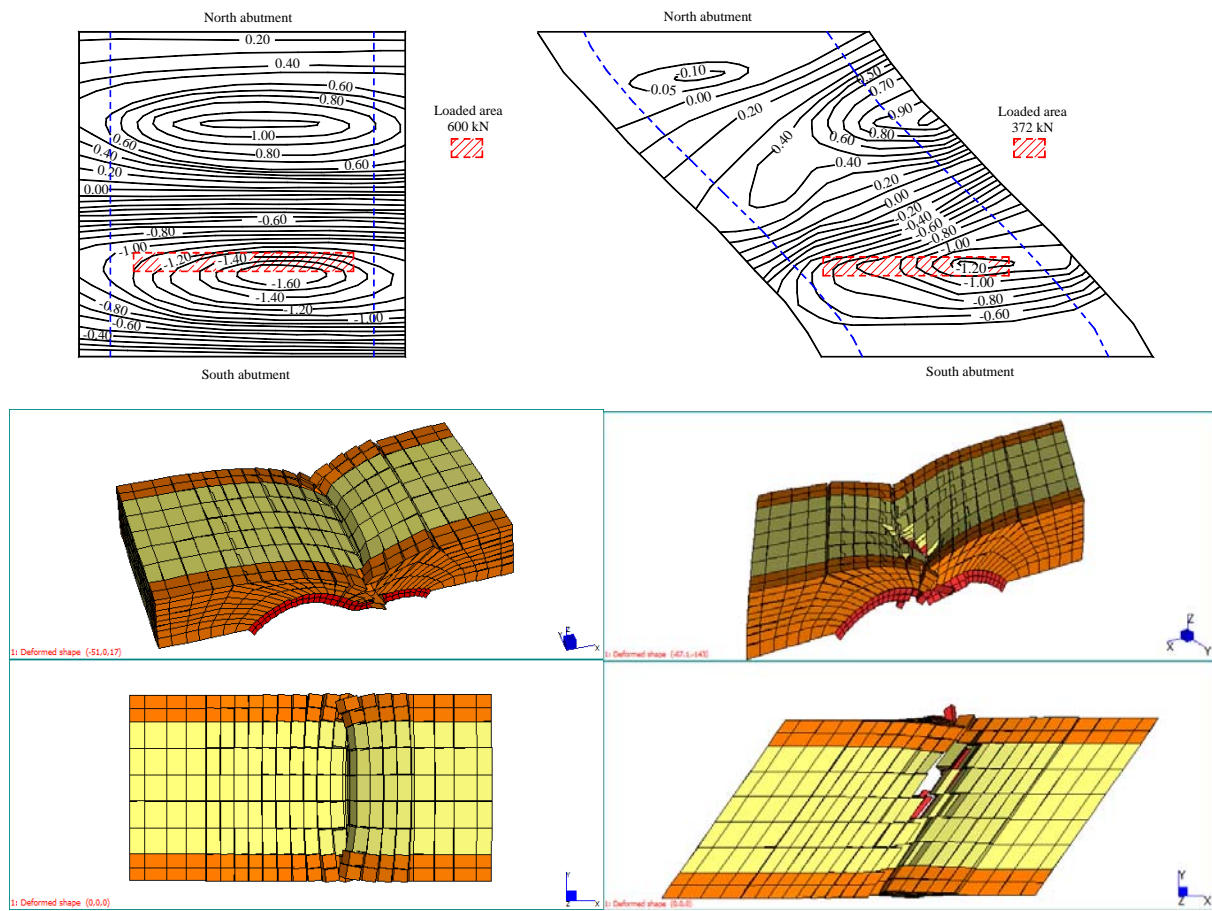 North abutment
0.20
0.40
0.60
0.80
1.00
0.80
0.60
0.60
0.40
0.20
0.00
-0.60
-0.80
-1.00
-1.20
-1.40
-1.60
-1.40
-1.20
-1.00
-0.80
-0.60
-0.40
South abutment
Loaded area
600 kN
North abutment
-0.10
0.05
0.00
0.20
0.40
0.50
0.70
0.90
0.80
0.60
0.40
0.20
0.00
-0.20
-0.40
-0.60
-0.80
-1.00
-1.20
-1.00
-0.80
-0.60
South abutment
Loaded area
372 kN
1: Deformed shape (-51,0,17)
X
1: Deformed shape (-67.1,-143)
Z
X
Y
1: Deformed shape (0,0,0)
Y
Z
X
1: Deformed shape (0,0,0)
Y
Z
X